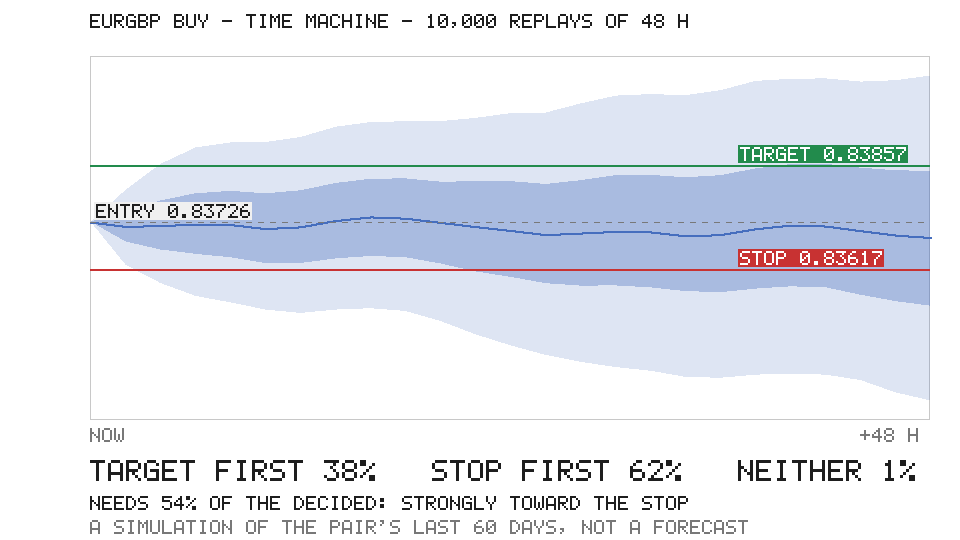 EURGBP BUY - TIME MACHINE - 10,000 REPLAYS OF 48 H
TARGET 0.83857
ENTRY 0.83726
STOP 0.83617
NOW +48 H
TARGET FIRST 38% STOP FIRST 62% NEITHER 1%
NEEDS 54% OF THE DECIDED: STRONGLY TOWARD THE STOP
A SIMULATION OF THE PAIR'S LAST 60 DAYS, NOT A FORECAST